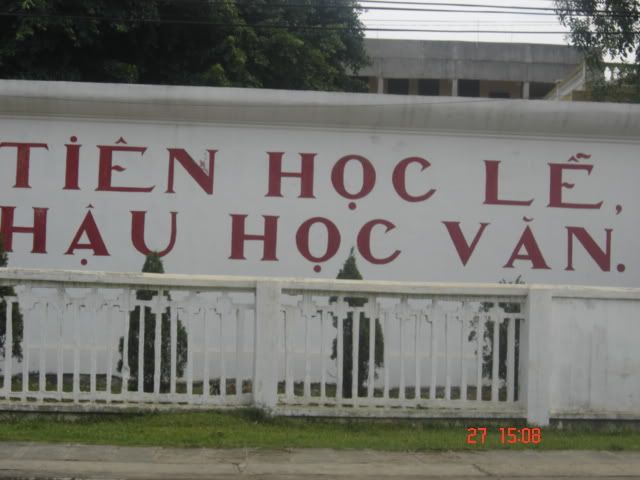 TIÊN HỌC LỄ,
HẬU HỌC VĂN.
27 15:08